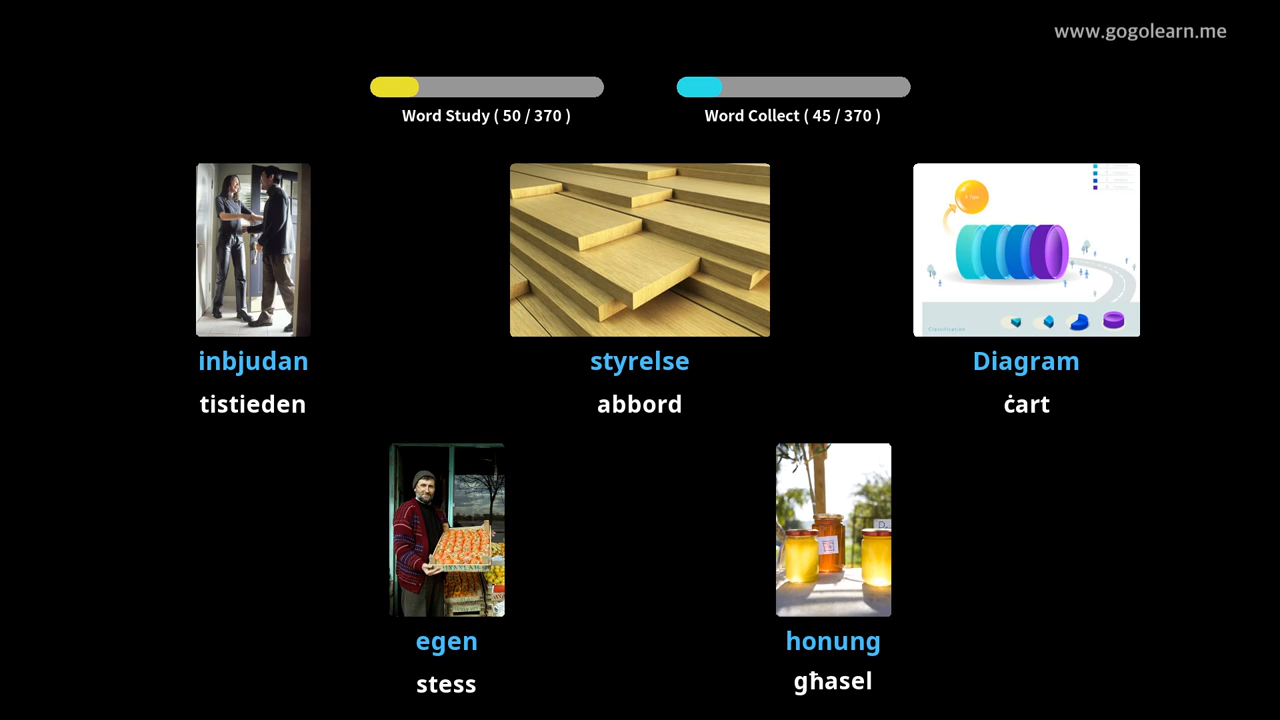 www.gogolearn.me
Word Study ( 50 / 370 )
Word Collect ( 45 / 370 )
inbjudan
styrelse
Diagram
tistieden
abbord
ċart
Classification
egen
honung
stess
għasel